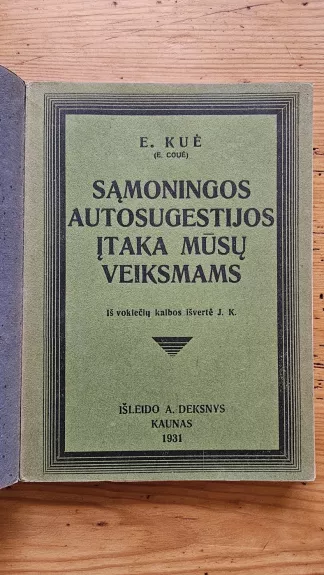 E. KUĖ
(E. COUÉ)
SĄMONINGOS
AUTOSUGESTIJOS
ĮTAKA MŪSŲ
VEIKSMAMS
Iš vokiečių kalbos išvertė J. K.
IŠLEIDO A. DEKSNYS
KAUNAS
1931